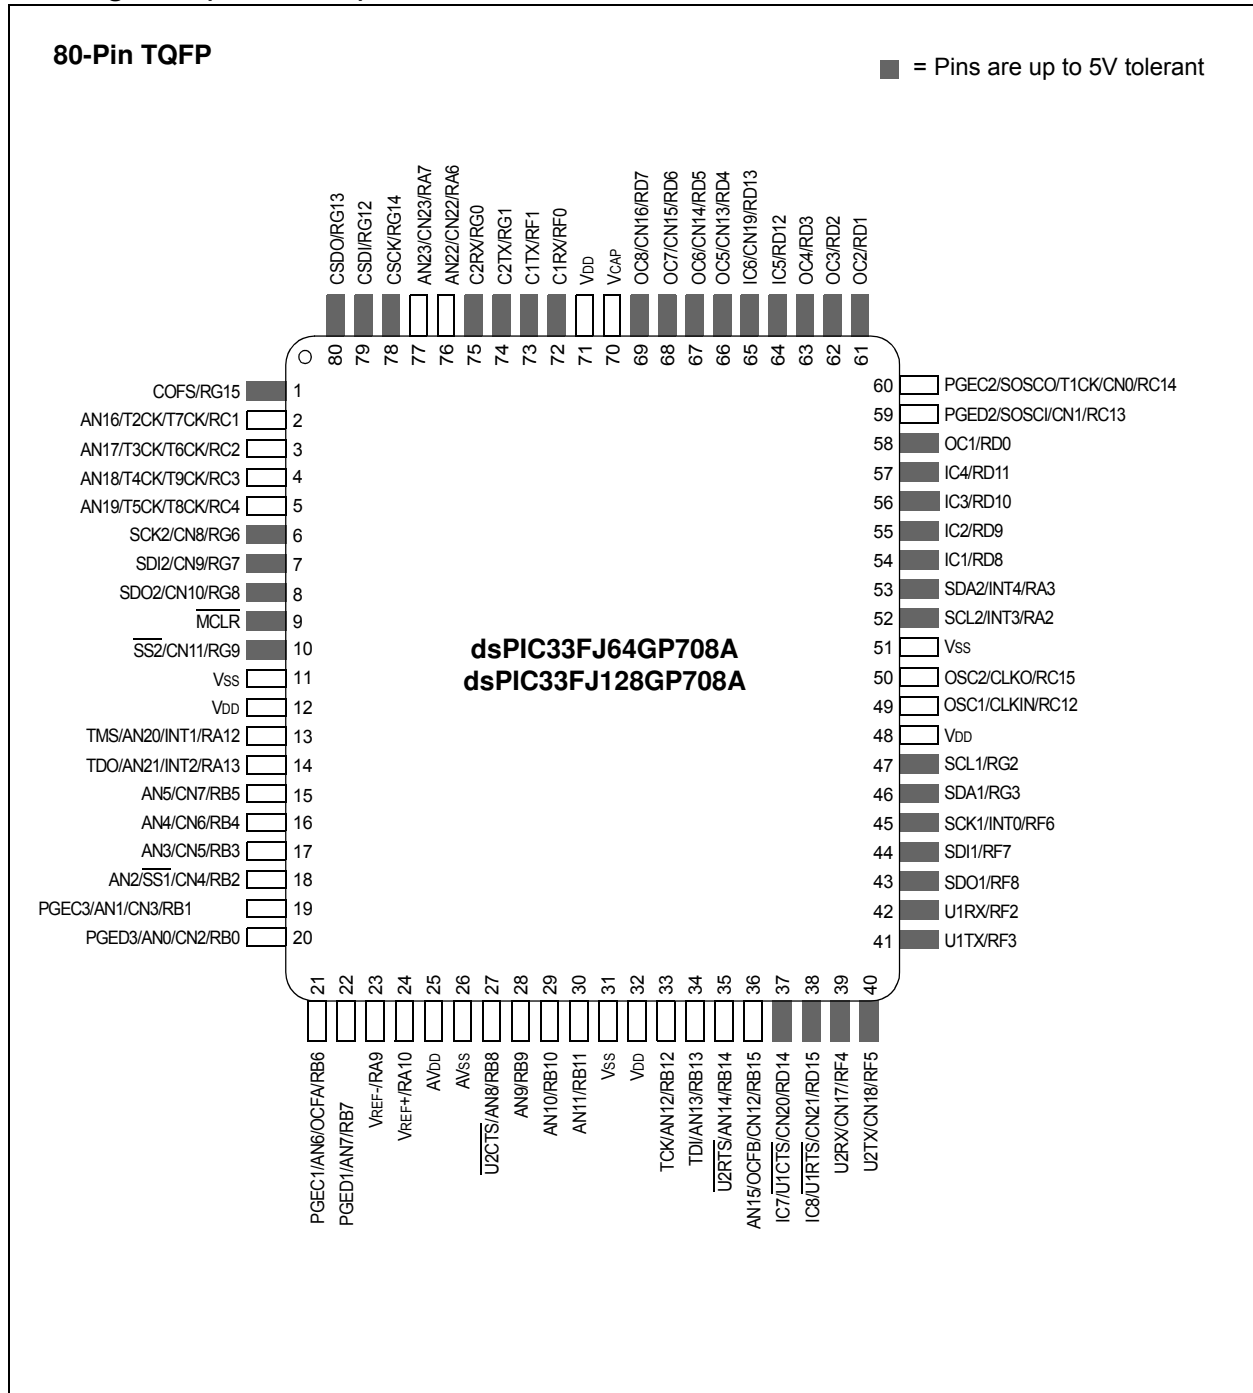 80-Pin TQFP
= Pins are up to 5V tolerant
CSDO/RG13
CSDI/RG12
CSCK/RG14
AN23/CN23/RA7
AN22/CN22/RA6
C2RX/RG0
C2TX/RG1
C1TX/RF1
C1RX/RF0
VDD
VCAP
OC8/CN16/RD7
OC7/CN15/RD6
OC6/CN14/RD5
OC5/CN13/RD4
IC6/CN19/RD13
IC5/RD12
OC4/RD3
OC3/RD2
OC2/RD1
80
79
78
77
76
75
74
73
72
71
70
69
68
67
66
65
64
63
62
61
COFS/RG15 1
AN16/T2CK/T7CK/RC1 2
AN17/T3CK/T6CK/RC2 3
AN18/T4CK/T9CK/RC3 4
AN19/T5CK/T8CK/RC4 5
SCK2/CN8/RG6 6
SDI2/CN9/RG7 7
SDO2/CN10/RG8 8
MCLR 9
SS2/CN11/RG9 10
VSS 11
VDD 12
TMS/AN20/INT1/RA12 13
TDO/AN21/INT2/RA13 14
AN5/CN7/RB5 15
AN4/CN6/RB4 16
AN3/CN5/RB3 17
AN2/SS1/CN4/RB2 18
PGEC3/AN1/CN3/RB1 19
PGED3/AN0/CN2/RB0 20
dsPIC33FJ64GP708A
dsPIC33FJ128GP708A
60 PGEC2/SOSCO/T1CK/CN0/RC14
59 PGED2/SOSCI/CN1/RC13
58 OC1/RD0
57 IC4/RD11
56 IC3/RD10
55 IC2/RD9
54 IC1/RD8
53 SDA2/INT4/RA3
52 SCL2/INT3/RA2
51 VSS
50 OSC2/CLKO/RC15
49 OSC1/CLKIN/RC12
48 VDD
47 SCL1/RG2
46 SDA1/RG3
45 SCK1/INT0/RF6
44 SDI1/RF7
43 SDO1/RF8
42 U1RX/RF2
41 U1TX/RF3
21
22
23
24
25
26
27
28
29
30
31
32
33
34
35
36
37
38
39
40
PGEC1/AN6/OCFA/RB6
PGED1/AN7/RB7
VREF-/RA9
VREF+/RA10
AVDD
AVSS
U2CTS/AN8/RB8
AN9/RB9
AN10/RB10
AN11/RB11
VSS
VDD
TCK/AN12/RB12
TDI/AN13/RB13
U2RTS/AN14/RB14
AN15/OCFB/CN12/RB15
IC7/U1CTS/CN20/RD14
IC8/U1RTS/CN21/RD15
U2RX/CN17/RF4
U2TX/CN18/RF5